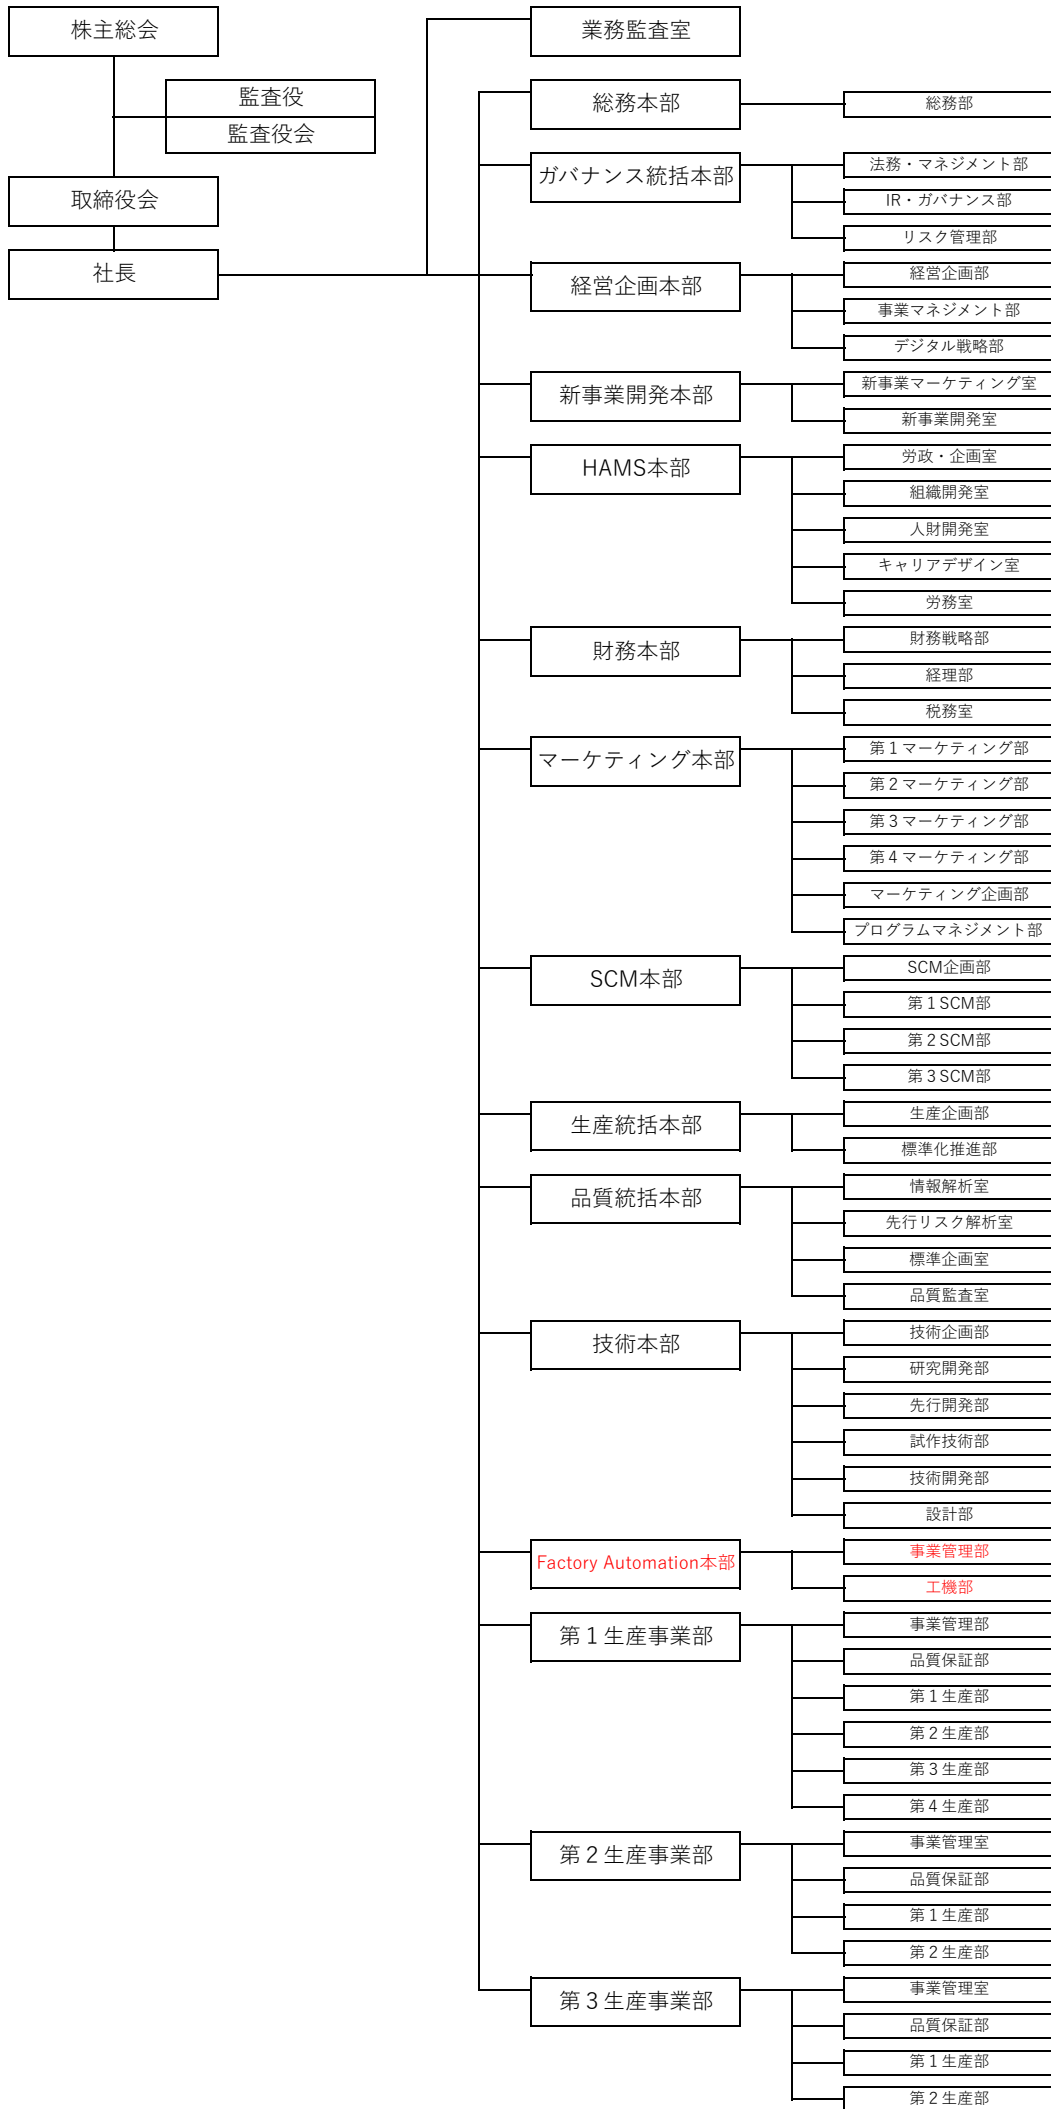 株主総会
監査役
監査役会
取締役会
社長
業務監査室
総務本部
総務部
ガバナンス統括本部
法務・マネジメント部
IR・ガバナンス部
リスク管理部
経営企画本部
経営企画部
事業マネジメント部
デジタル戦略部
新事業開発本部
新事業マーケティング室
新事業開発室
HAMS本部
労政・企画室
組織開発室
人財開発室
キャリアデザイン室
労務室
財務本部
財務戦略部
経理部
税務室
マーケティング本部
第1マーケティング部
第2マーケティング部
第3マーケティング部
第4マーケティング部
マーケティング企画部
プログラムマネジメント部
SCM本部
SCM企画部
第1SCM部
第2SCM部
第3SCM部
生産統括本部
生産企画部
標準化推進部
品質統括本部
情報解析室
先行リスク解析室
標準企画室
品質監査室
技術本部
技術企画部
研究開発部
先行開発部
試作技術部
技術開発部
設計部
Factory Automation本部
事業管理部
工機部
第1生産事業部
事業管理部
品質保証部
第1生産部
第2生産部
第3生産部
第4生産部
第2生産事業部
事業管理室
品質保証部
第1生産部
第2生産部
第3生産事業部
事業管理室
品質保証部
第1生産部
第2生産部